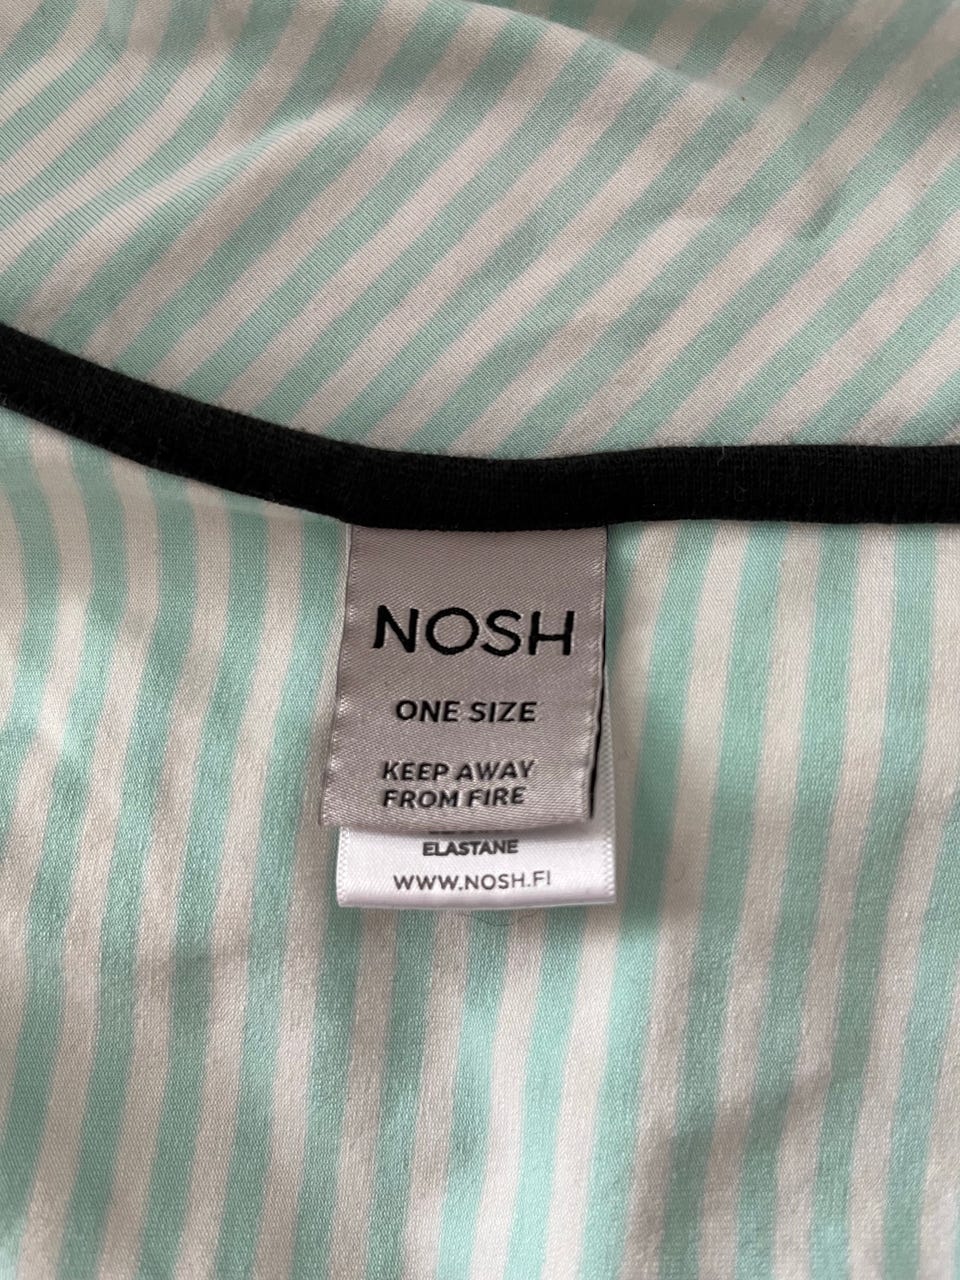 NOSH
ONE SIZE
KEEP AWAY
FROM FIRE
ELASTANE
WWW.NOSH.FI